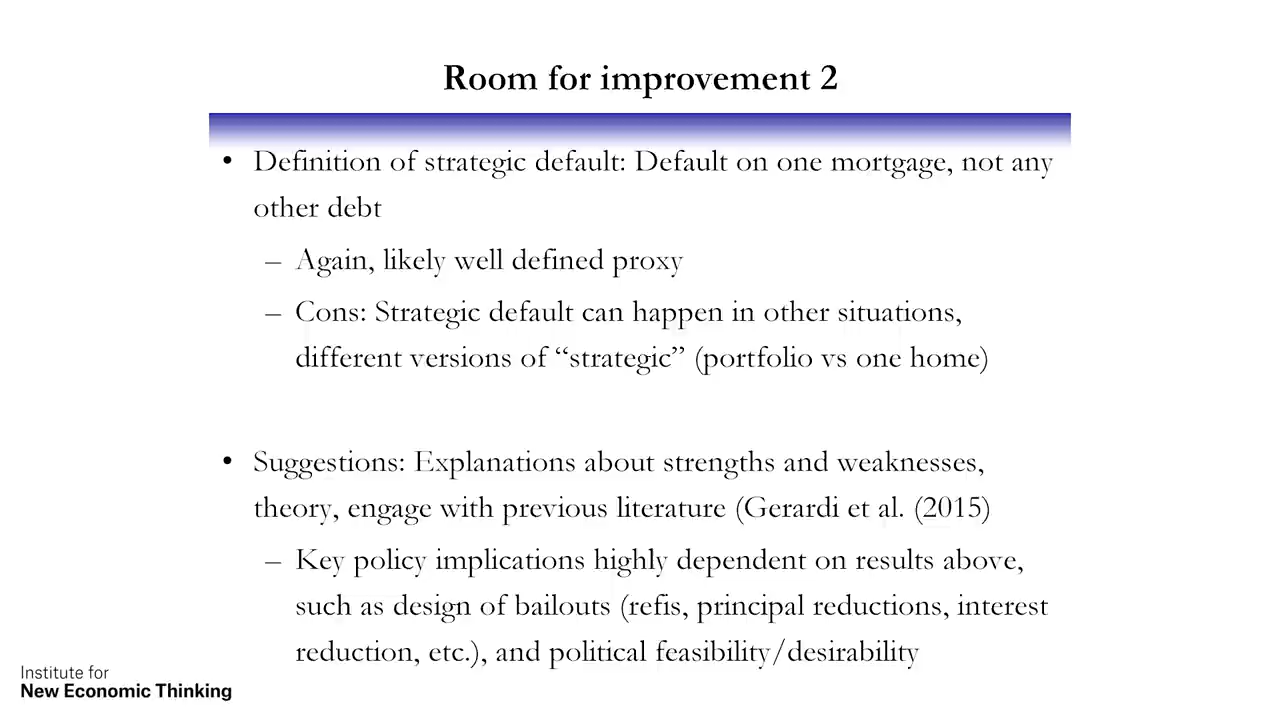 Room for improvement 2
• Definition of strategic default: Default on one mortgage, not any
other debt
– Again, likely well defined proxy
– Cons: Strategic default can happen in other situations,
different versions of “strategic” (portfolio vs one home)
• Suggestions: Explanations about strengths and weaknesses,
theory, engage with previous literature (Gerardi et al. (2015)
– Key policy implications highly dependent on results above,
such as design of bailouts (refis, principal reductions, interest
reduction, etc.), and political feasibility/desirability
Institute for
New Economic Thinking